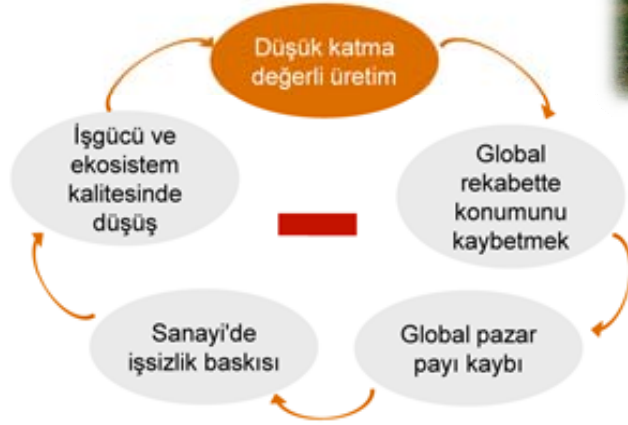 Düşük katma
değerli üretim
Global
rekabette
konumunu
kaybetmek
Global pazar
payı kaybı
Sanayi'de
işsizlik baskısı
İşgücü ve
ekosistem
kalitesinde
düşüş